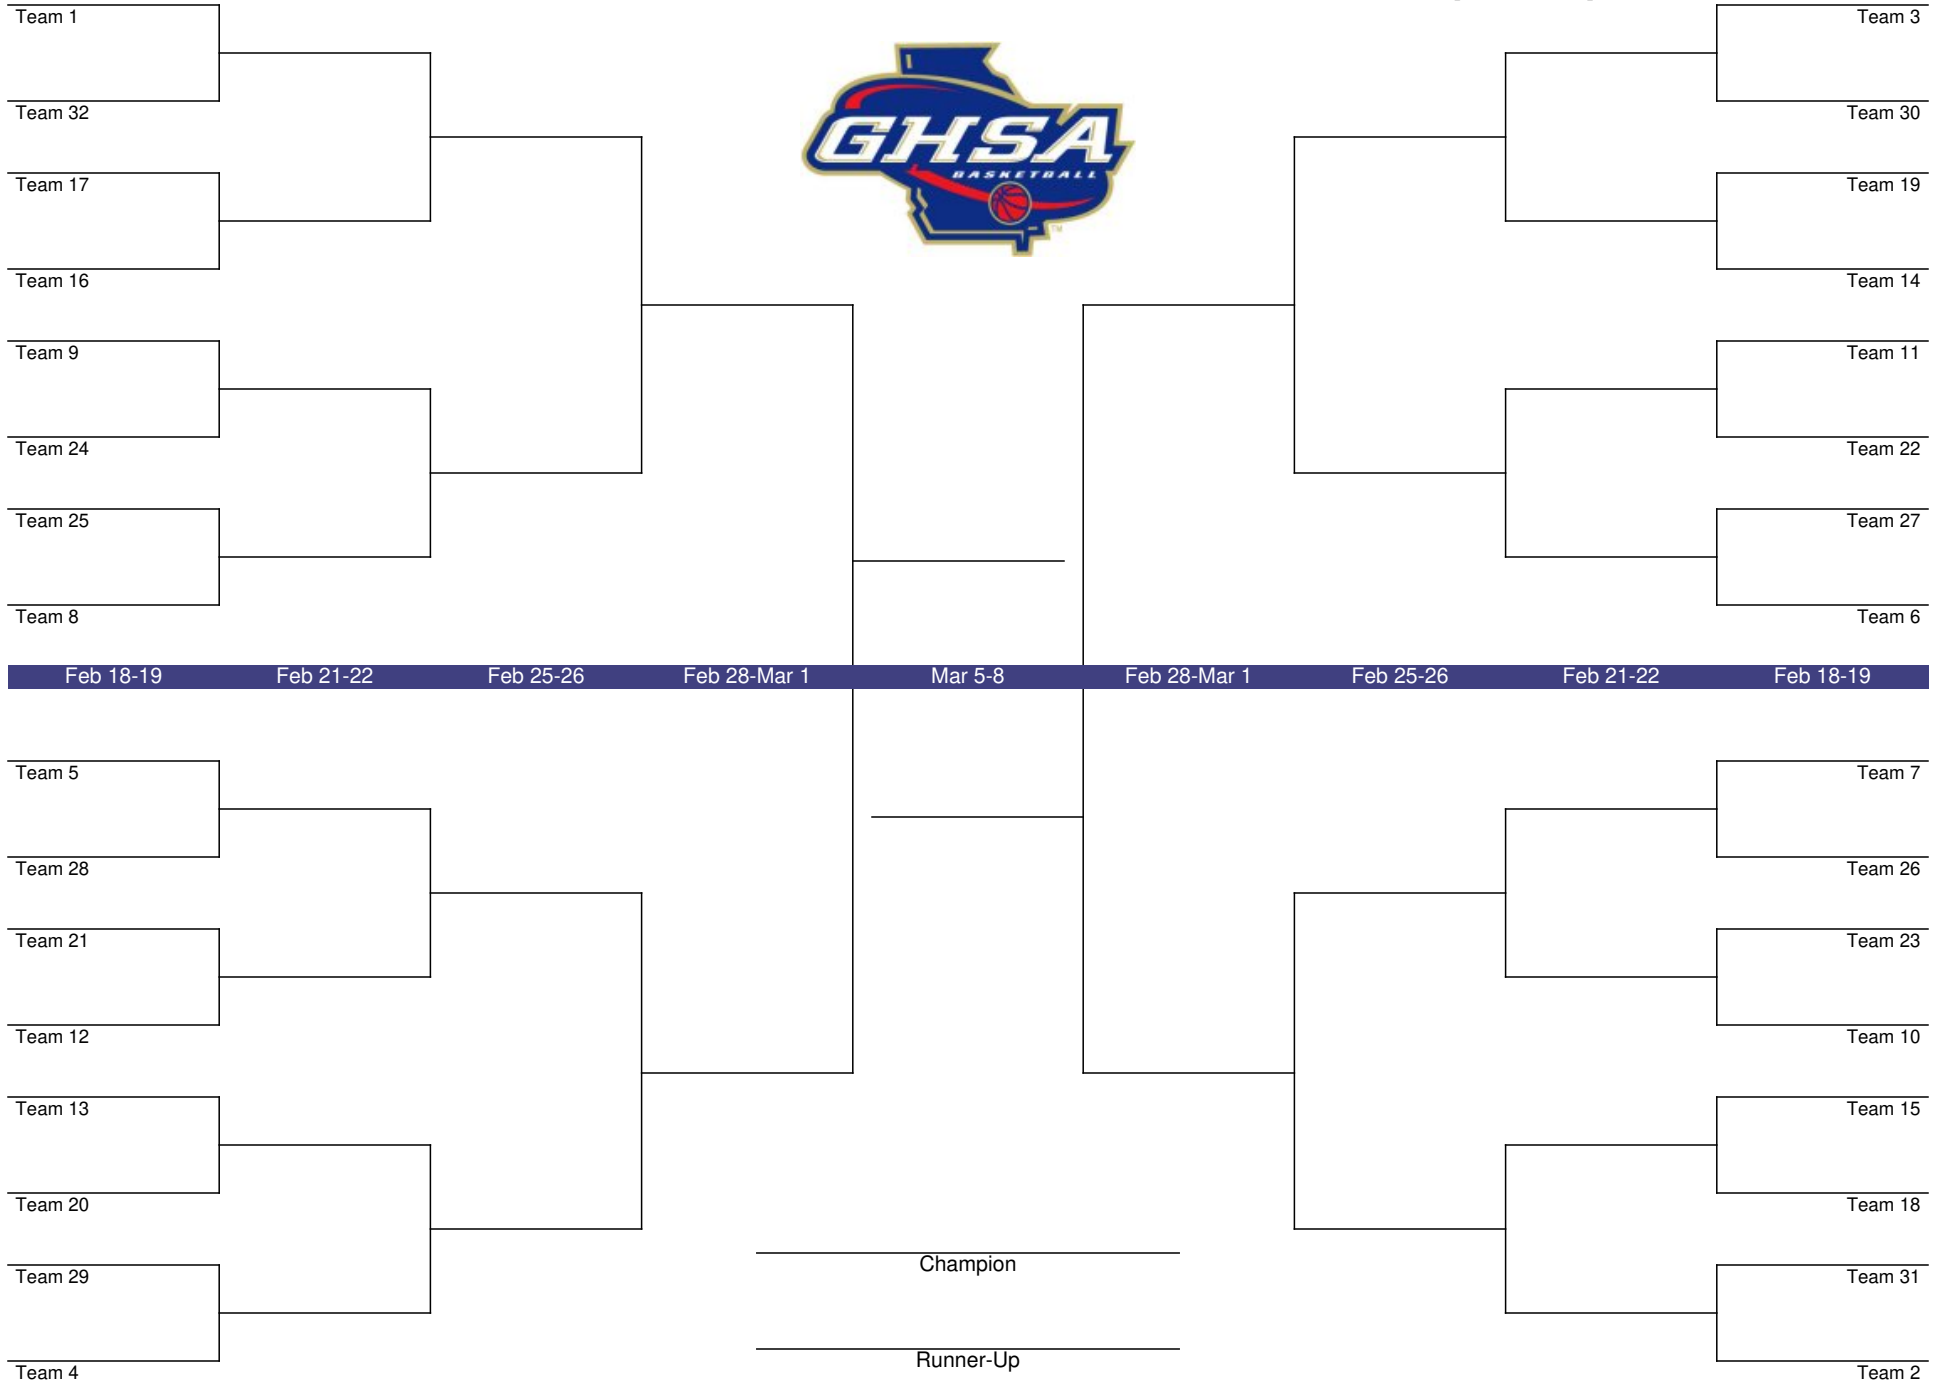 Team 1
Team 3
Team 32
Team 30
Team 17
Team 19
Team 16
Team 14
Team 9
Team 11
Team 24
Team 22
Team 25
Team 27
Team 8
Team 6
GHSA
BASKETBALL
TM
Feb 18-19 Feb 21-22 Feb 25-26 Feb 28-Mar 1 Mar 5-8 Feb 28-Mar 1 Feb 25-26 Feb 21-22 Feb 18-19
Team 5
Team 7
Team 28
Team 26
Team 21
Team 23
Team 12
Team 10
Team 13
Team 15
Team 20
Team 18
Team 29
Team 31
Team 4
Team 2
Champion
Runner-Up